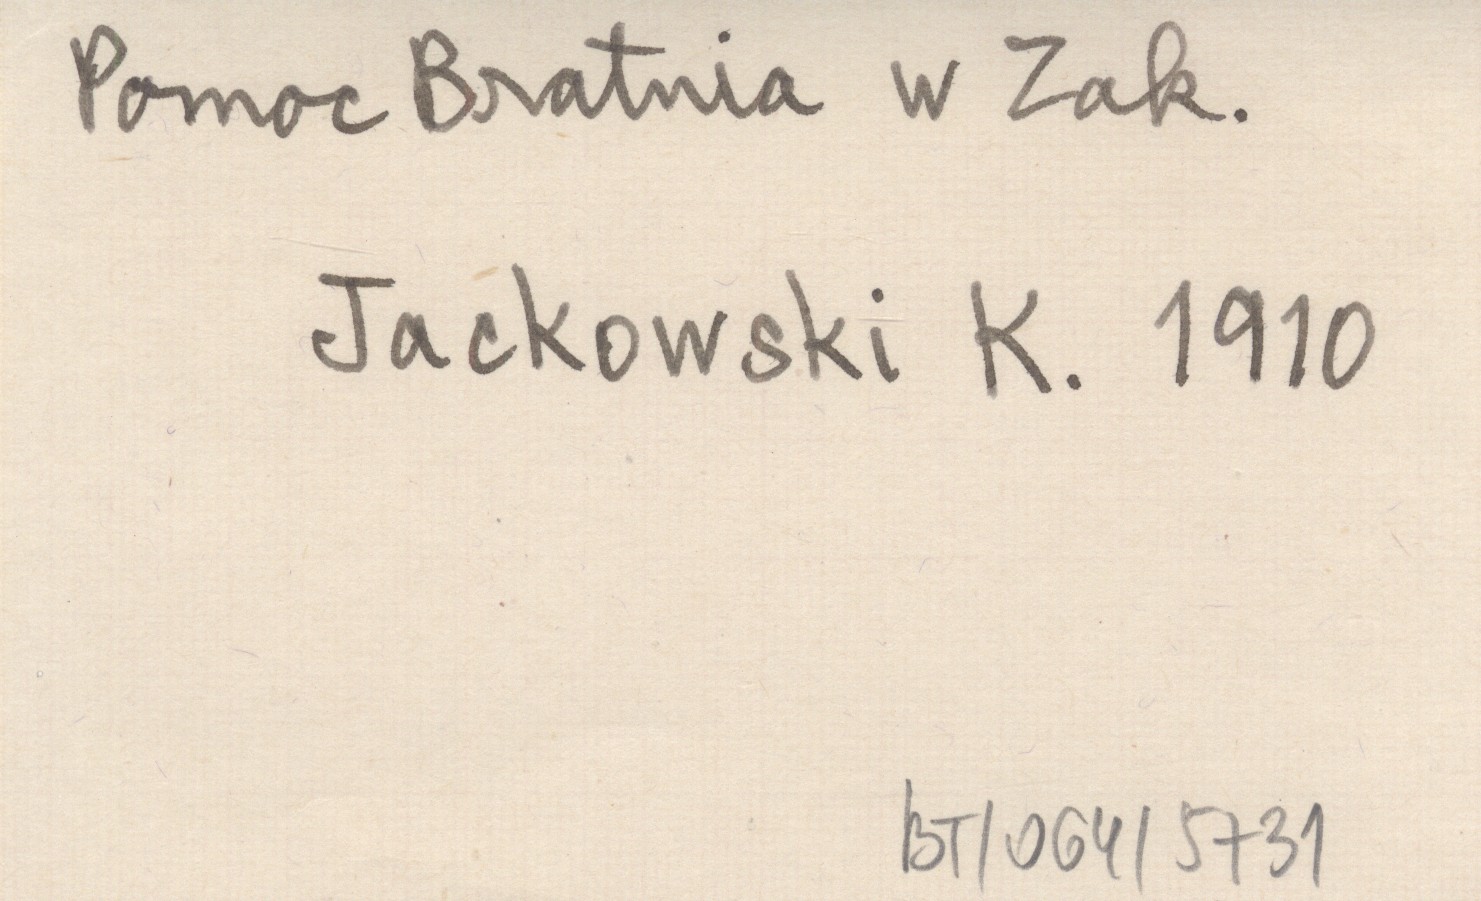 Pomoc Bratnia w Zak.
Jackowski K. 1910
BT/064/5731